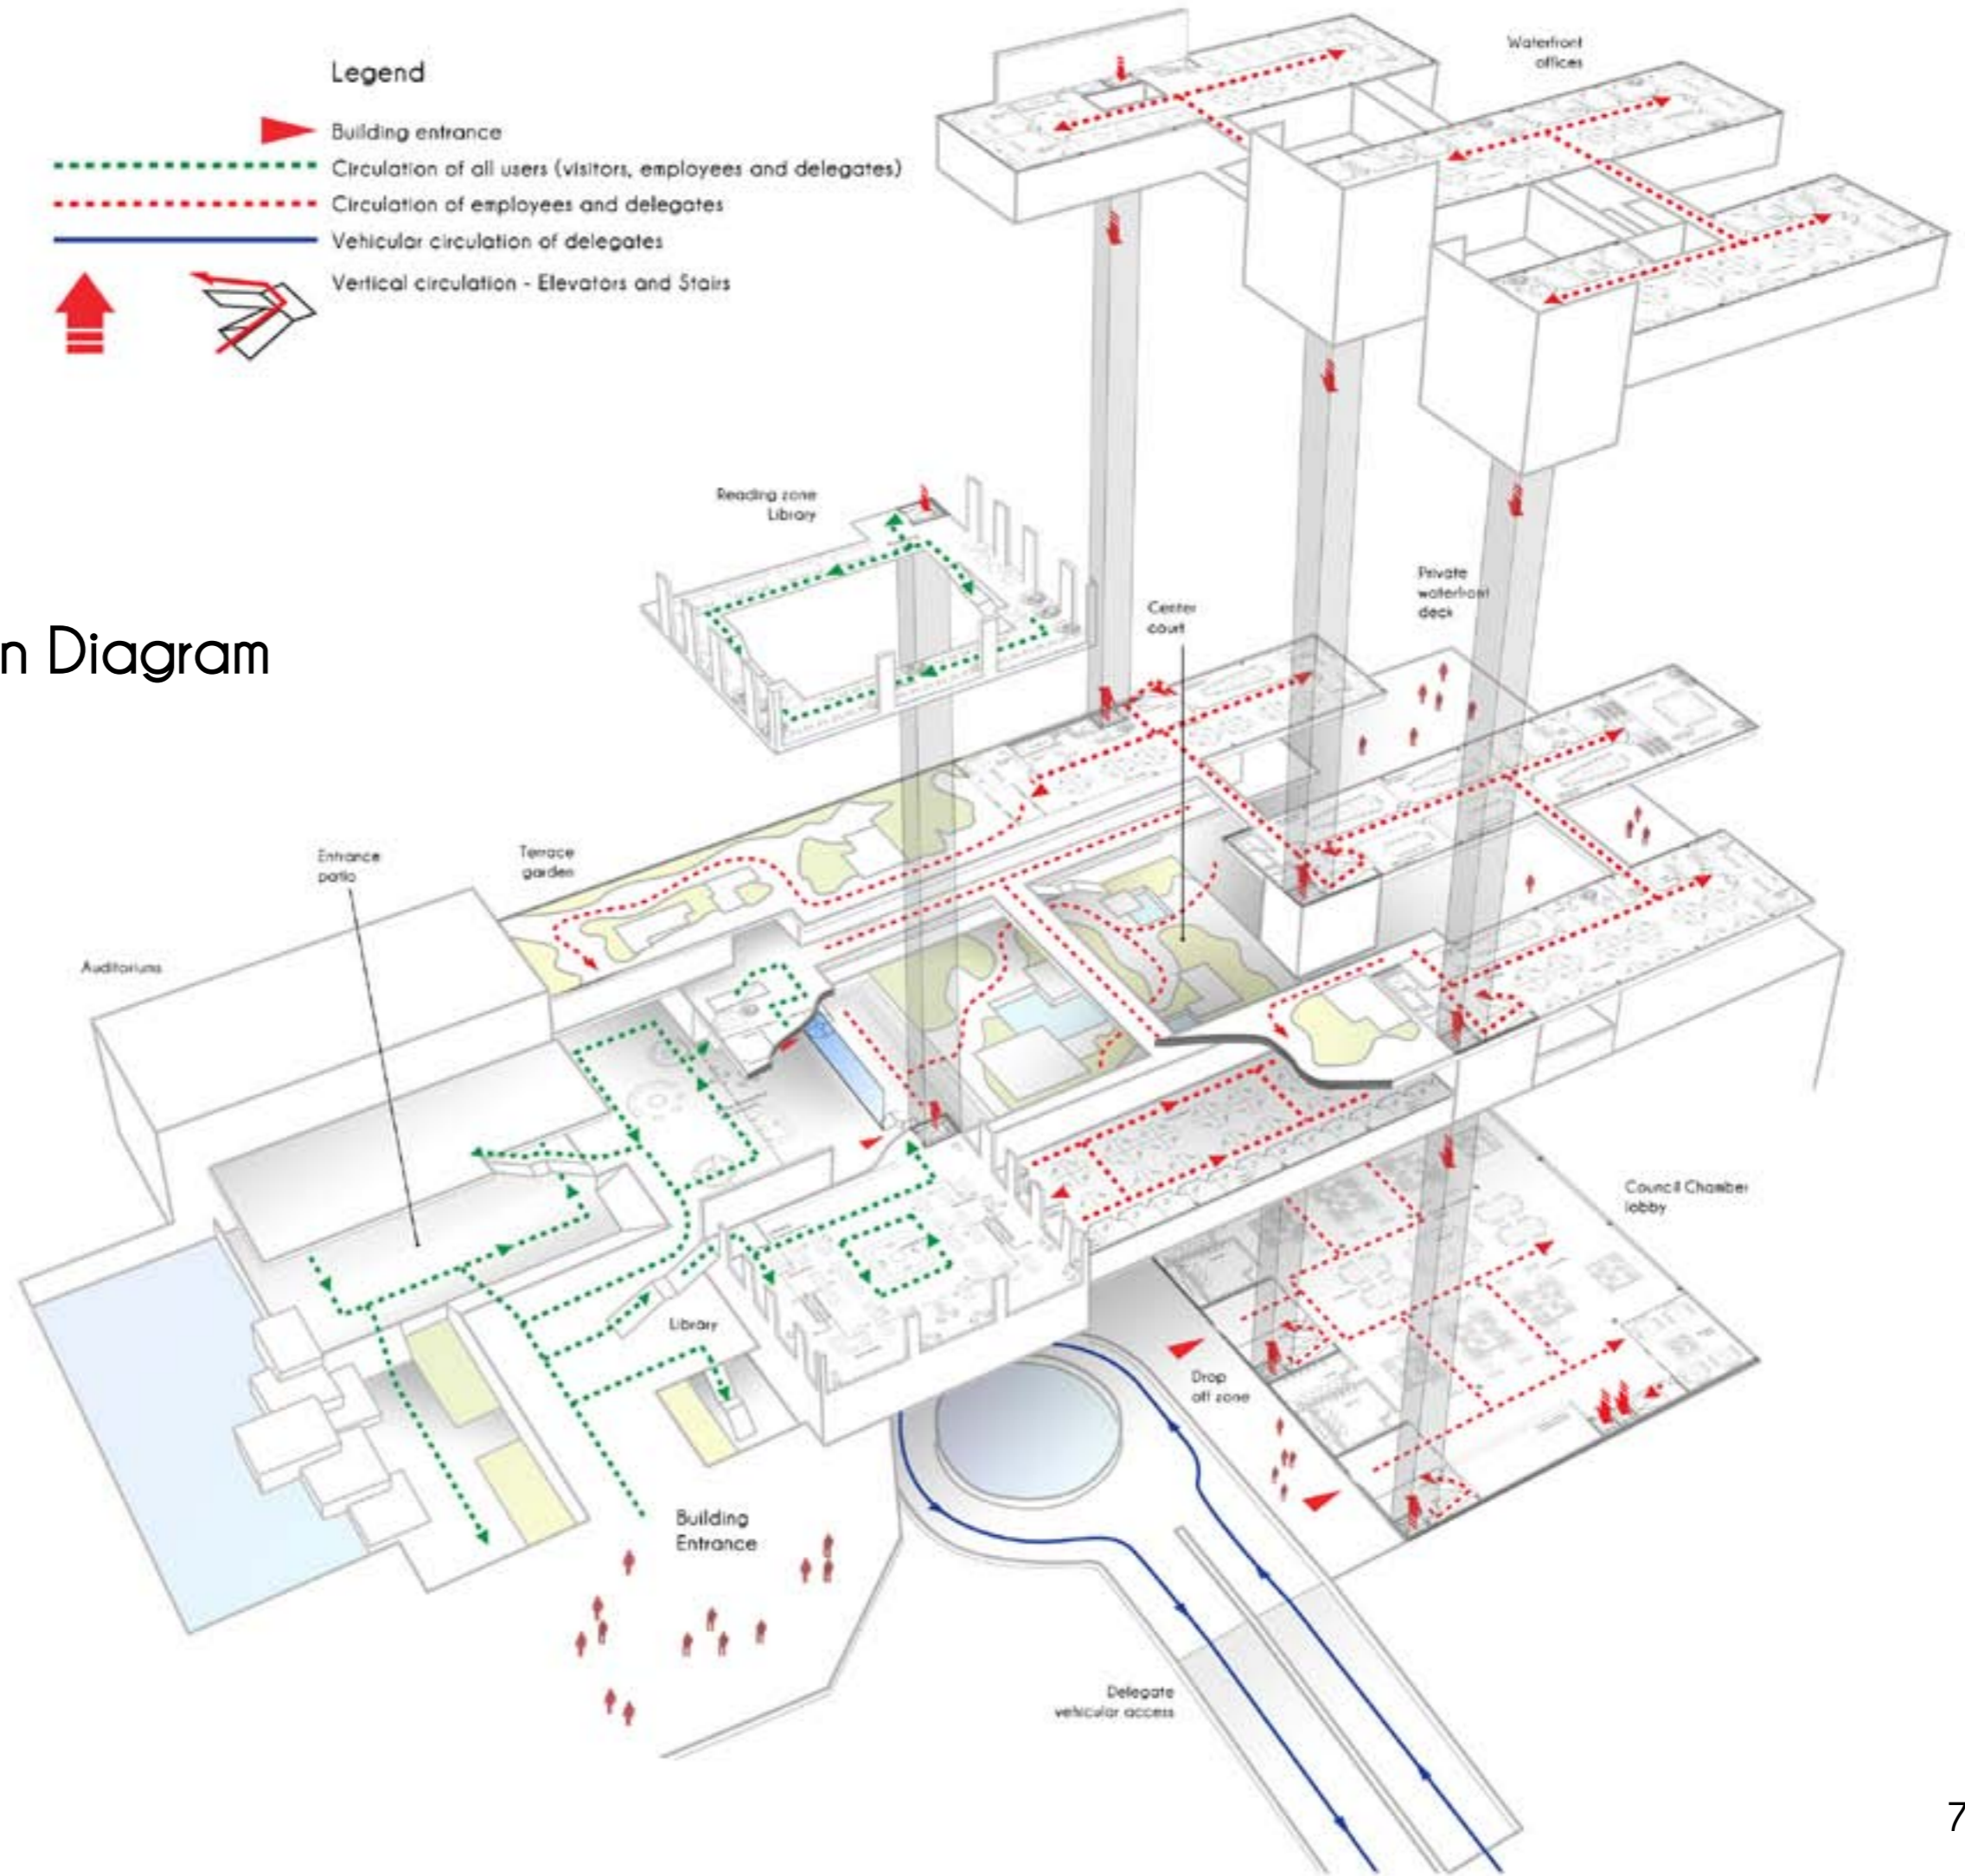 Legend
Building entrance
Circulation of all users (visitors, employees and delegates)
Circulation of employees and delegates
Vehicular circulation of delegates
Vertical circulation - Elevators and Stairs
Waterfront
offices
Reading zone
Library
Private
waterfront
deck
Center
court
n Diagram
Entrance
patio
Terrace
garden
Auditoriums
Council Chamber
lobby
Library
Drop
off zone
Building
Entrance
Delegate
vehicular access
7